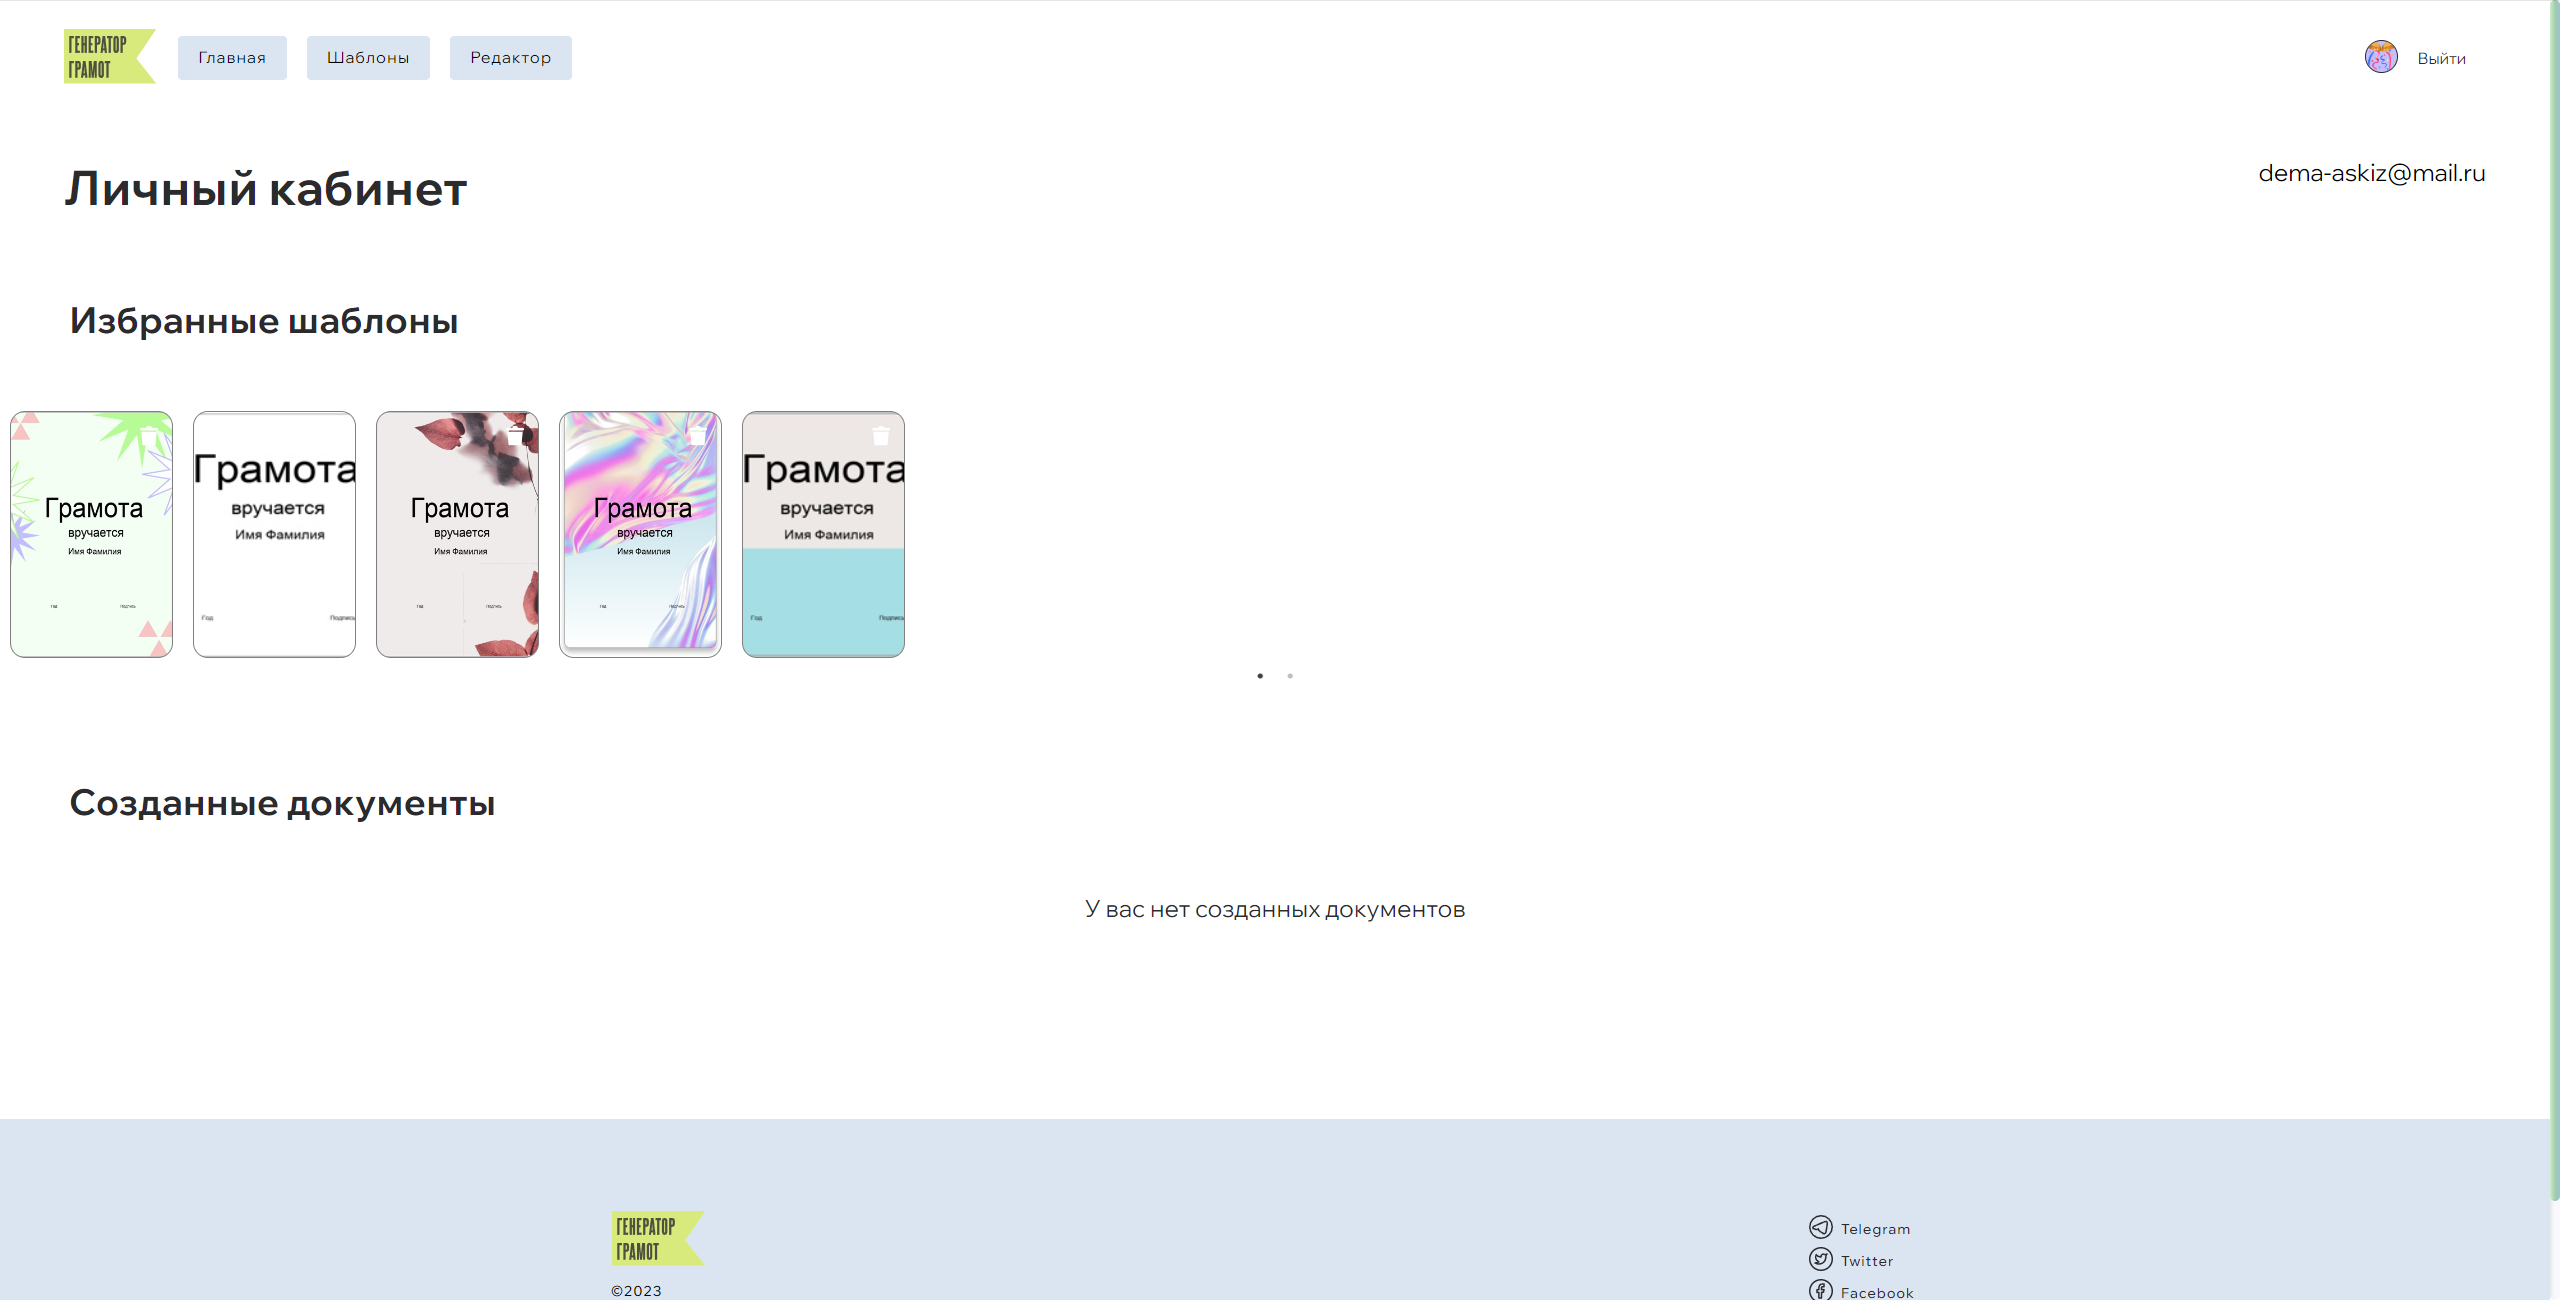 ГЕНЕРАТОР
ГРАМОТ
Главная
Шаблоны
Редактор
Выйти
Личный кабинет
dema-askiz@mail.ru
Избранные шаблоны
Грамота
вручается
Имя Фамилия
Год
Подпись
Грамота
вручается
Имя Фамилия
Год
Подпись
Грамота
вручается
Имя Фамилия
Год
Подпись
Грамота
вручается
Имя Фамилия
Год
Подпись
Грамота
вручается
Имя Фамилия
Год
Подпись
Созданные документы
У вас нет созданных документов
ГЕНЕРАТОР
ГРАМОТ
©2023
Telegram
Twitter
Facebook